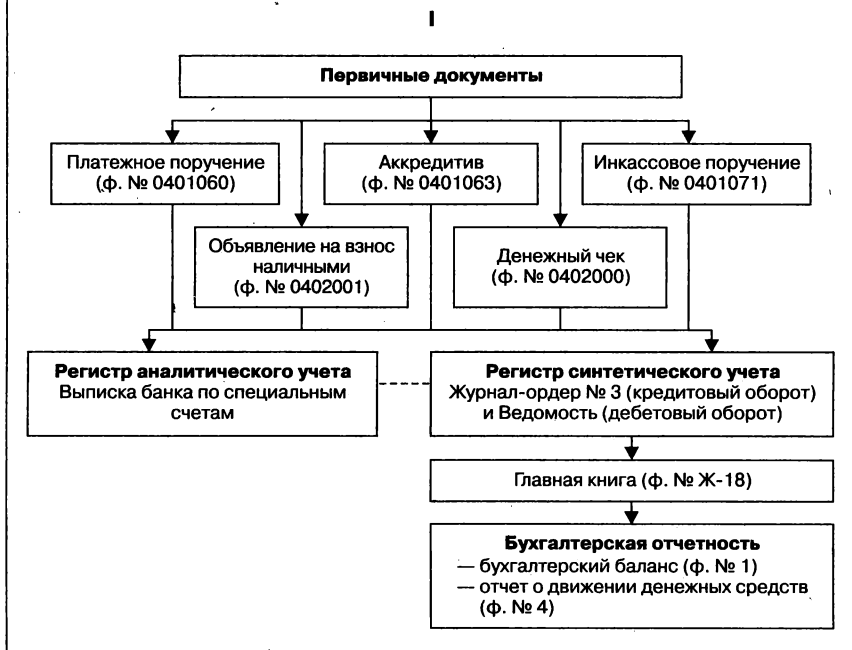 I
Первичные документы
Платежное поручение
(ф. № 0401060)
Аккредитив
(ф. № 0401063)
Инкассовое поручение
(ф. № 0401071)
Объявление на взнос
наличными
(ф. № 0402001)
Денежный чек
(ф. № 0402000)
Регистр аналитического учета
Выписка банка по специальным
счетам
Регистр синтетического учета
Журнал-ордер № 3 (кредитовый оборот)
и Ведомость (дебетовый оборот)
Главная книга (ф. № Ж-18)
Бухгалтерская отчетность
— бухгалтерский баланс (ф. № 1)
— отчет о движении денежных средств
(ф. № 4)